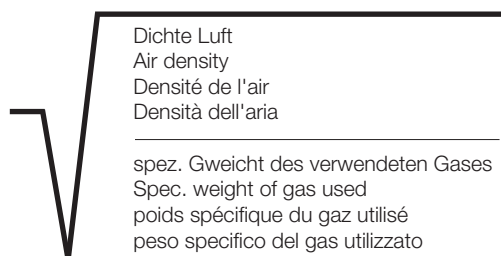 Dichte Luft
Air density
Densité de l'air
Densità dell'aria
spez. Gweicht des verwendeten Gases
Spec. weight of gas used
poids spécifique du gaz utilisé
peso specifico del gas utilizzato